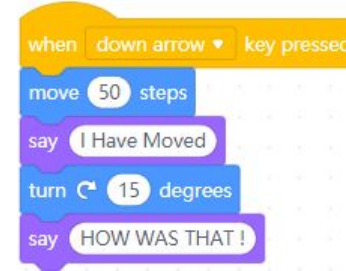 when down arrow key pressed
move 50 steps
say I Have Moved
turn 15 degrees
say HOW WAS THAT !